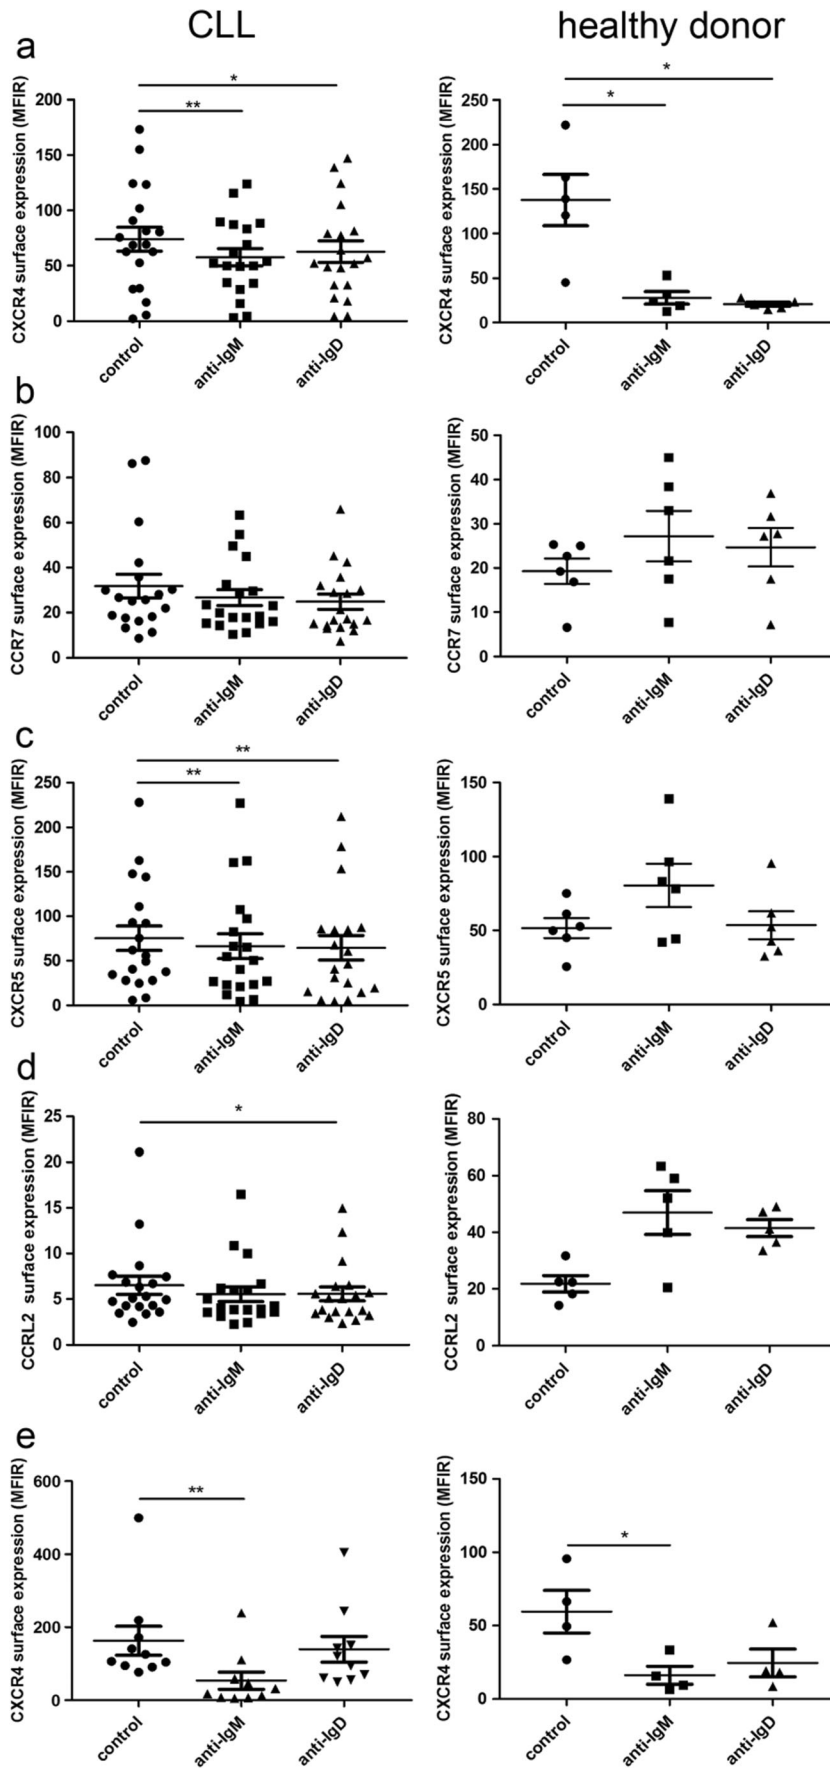 CLL
healthy donor
a
CXCR4 surface expression (MFIR)
200
150
100
50
0
*
**
control
anti-IgM
anti-IgD
CXCR4 surface expression (MFIR)
250
200
150
100
50
0
*
*
control
anti-IgM
anti-IgD
b
CCR7 surface expression (MFIR)
100
80
60
40
20
0
control
anti-IgM
anti-IgD
CCR7 surface expression (MFIR)
50
40
30
20
10
0
control
anti-IgM
anti-IgD
c
CXCR5 surface expression (MFIR)
250
200
150
100
50
0
**
**
control
anti-IgM
anti-IgD
CXCR5 surface expression (MFIR)
150
100
50
0
control
anti-IgM
anti-IgD
d
CCRL2 surface expression (MFIR)
25
20
15
10
5
0
*
control
anti-IgM
anti-IgD
CCRL2 surface expression (MFIR)
80
60
40
20
0
control
anti-IgM
anti-IgD
e
CXCR4 surface expression (MFIR)
600
400
200
0
**
control
anti-IgM
anti-IgD
CXCR4 surface expression (MFIR)
150
100
50
0
*
control
anti-IgM
anti-IgD